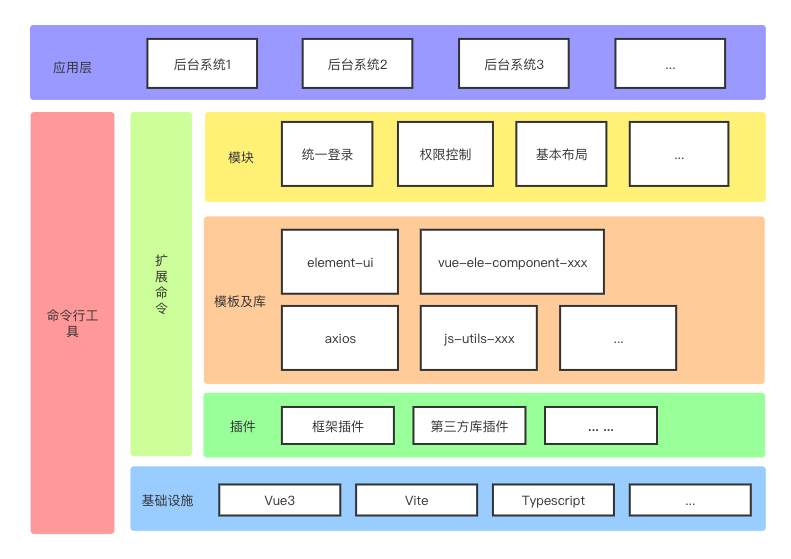 应用层
后台系统1
后台系统2
后台系统3
...
命令行工
具
扩
展
命
令
模块
统一登录
权限控制
基本布局
...
模板及库
element-ui
vue-ele-component-xxx
axios
js-utils-xxx
...
插件
框架插件
第三方库插件
... ...
基础设施
Vue3
Vite
Typescript
...